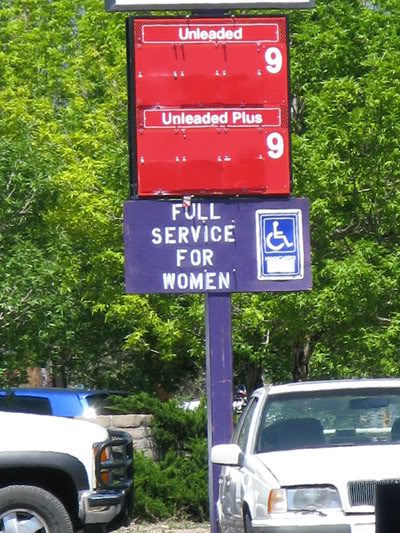 Unleaded
9
Unleaded Plus
9
FULL
SERVICE
FOR
WOMEN